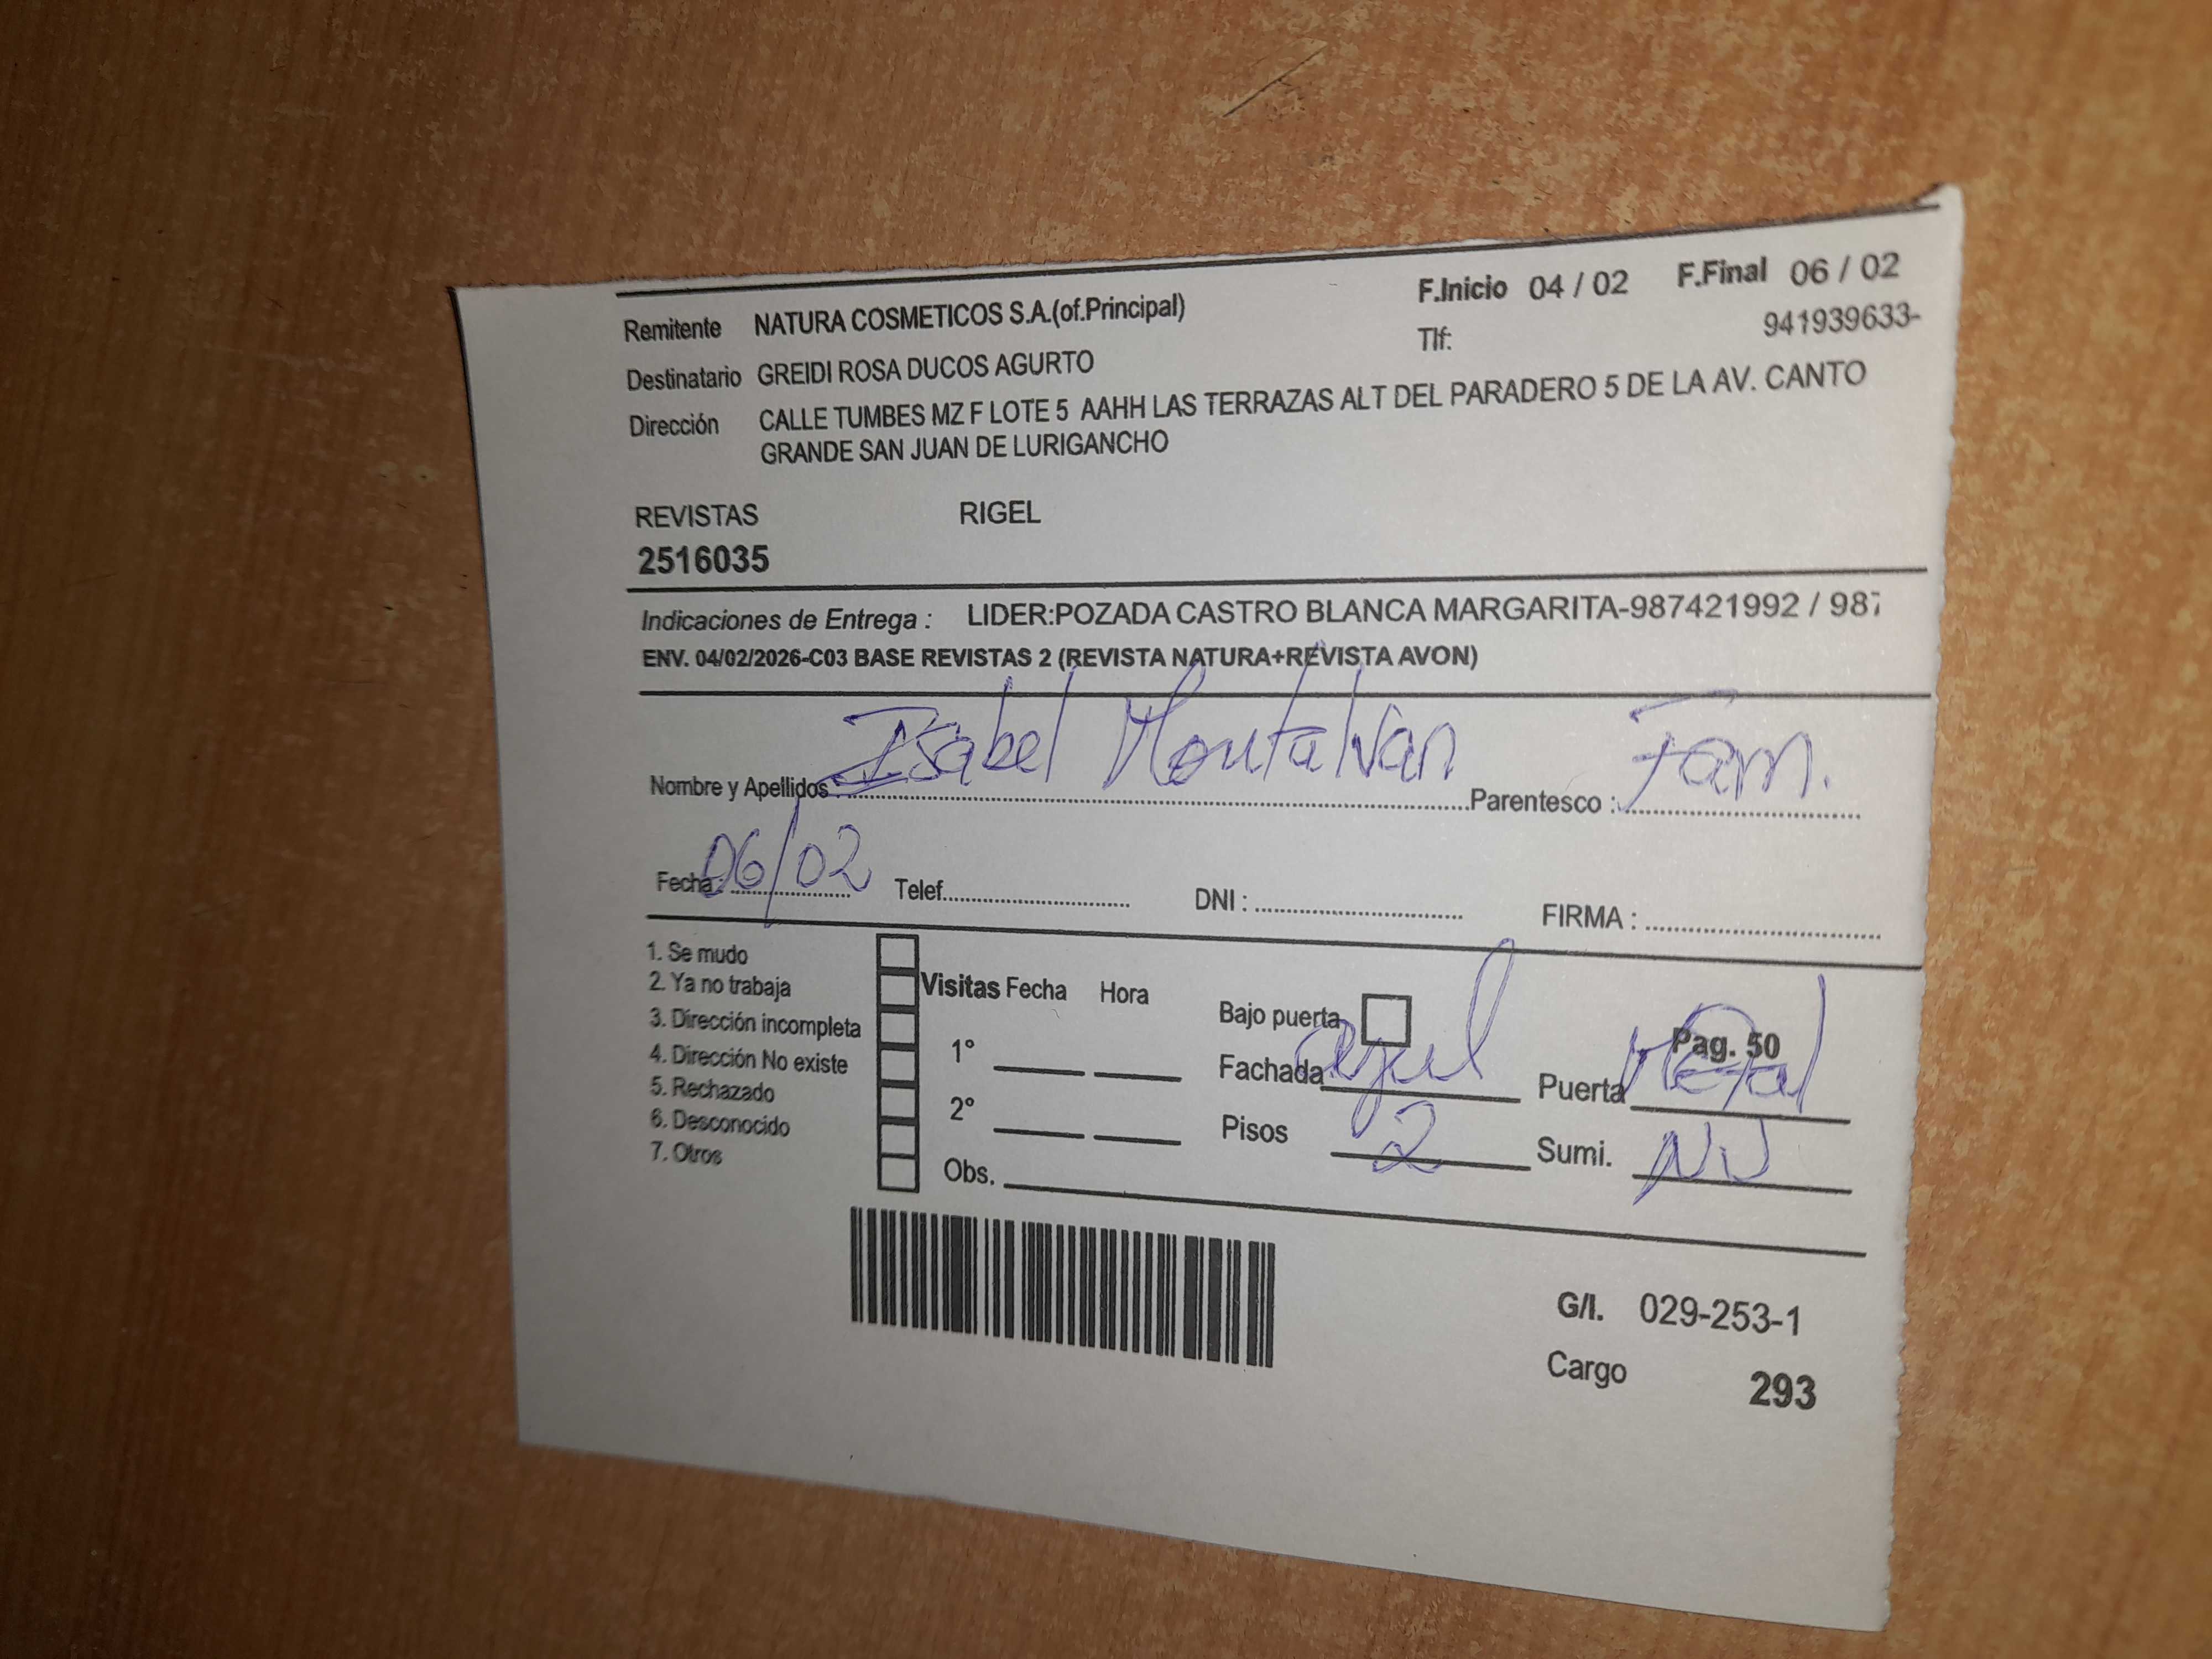 F.Inicio 04 / 02 F.Final 06 / 02
Remitente NATURA COSMETICOS S.A.(of.Principal) Tlf: 941939633-
Destinatario GREIDI ROSA DUCOS AGURTO
Dirección CALLE TUMBES MZ F LOTE 5 AAHH LAS TERRAZAS ALT DEL PARADERO 5 DE LA AV. CANTO
GRANDE SAN JUAN DE LURIGANCHO
REVISTAS RIGEL
2516035
Indicaciones de Entrega : LIDER:POZADA CASTRO BLANCA MARGARITA-987421992 / 987
ENV. 04/02/2026-C03 BASE REVISTAS 2 (REVISTA NATURA+REVISTA AVON)
Nombre y Apellidos : Isabel Montalván Parentesco : Fam.
Fecha : 06/02 Telef. DNI : FIRMA :
1. Se mudo
2. Ya no trabaja
3. Dirección incompleta
4. Dirección No existe
5. Rechazado
6. Desconocido
7. Otros
Visitas Fecha Hora
1°
2°
Obs.
Bajo puerta
Pag. 50
Fachada azul Puerta Metal
Pisos 2 Sumi. NV
G/I. 029-253-1
Cargo 293